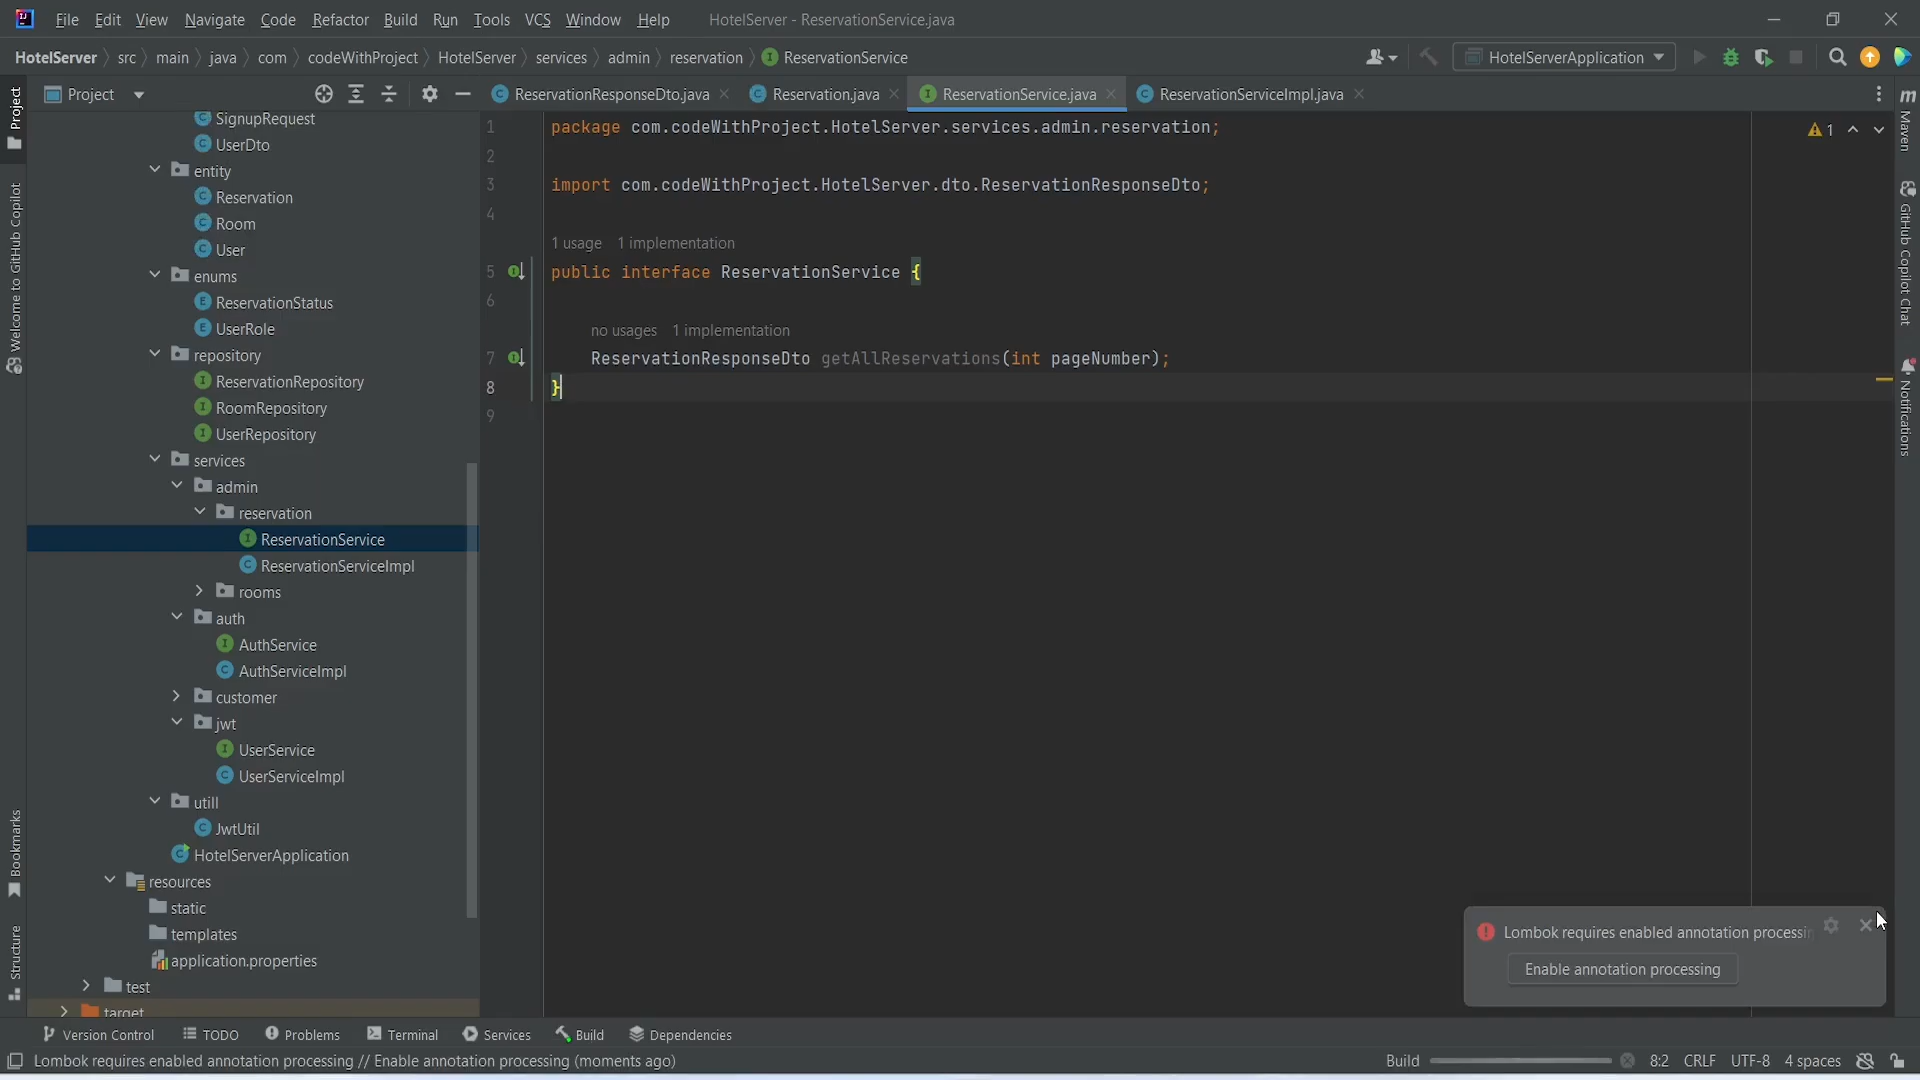 File Edit View Navigate Code Refactor Build Run Tools VCS Window Help HotelServer - ReservationService.java
HotelServer src main java com codeWithProject HotelServer services admin reservation ReservationService HotelServerApplication
Project
ReservationResponseDto.java Reservation.java ReservationService.java ReservationServiceImpl.java
Project
Welcome to GitHub Copilot
Bookmarks
Structure
SignupRequest
UserDto
entity
Reservation
Room
User
enums
ReservationStatus
UserRole
repository
ReservationRepository
RoomRepository
UserRepository
services
admin
reservation
ReservationService
ReservationServiceImpl
rooms
auth
AuthService
AuthServiceImpl
customer
jwt
UserService
UserServiceImpl
utill
JwtUtil
HotelServerApplication
resources
static
templates
application.properties
test
target
1 package com.codeWithProject.HotelServer.services.admin.reservation;
2
3 import com.codeWithProject.HotelServer.dto.ReservationResponseDto;
4
1 usage 1 implementation
5 public interface ReservationService {
6
no usages 1 implementation
7 ReservationResponseDto getAllReservations(int pageNumber);
8 }
9
1
Maven
GitHub Copilot Chat
Notifications
Lombok requires enabled annotation processin
Enable annotation processing
Version Control TODO Problems Terminal Services Build Dependencies
Lombok requires enabled annotation processing // Enable annotation processing (moments ago) Build 8:2 CRLF UTF-8 4 spaces